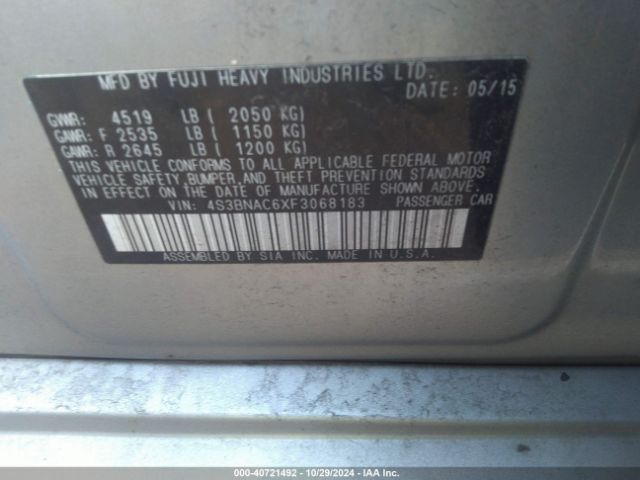 MFD BY FUJI HEAVY INDUSTRIES LTD.
DATE: 05/15
GVWR: 4519 LB ( 2050 KG)
GAWR: F 2535 LB ( 1150 KG)
GAWR: R 2645 LB ( 1200 KG)
THIS VEHICLE CONFORMS TO ALL APPLICABLE FEDERAL MOTOR
VEHICLE SAFETY,BUMPER,AND THEFT PREVENTION STANDARDS
IN EFFECT ON THE DATE OF MANUFACTURE SHOWN ABOVE.
VIN: 4S3BNAC6XF3068183 PASSENGER CAR
ASSEMBLED BY SIA INC. MADE IN U.S.A.
000-40721492 - 10/29/2024 - IAA Inc.